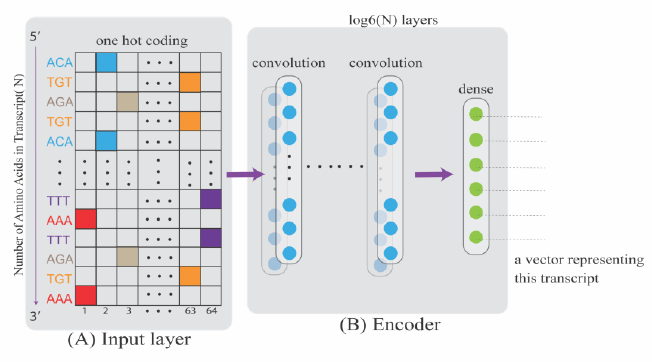 log6(N) layers
5′
one hot coding
Number of Amino Acids in Transcript( N)
ACA
TGT
AGA
TGT
ACA
TTT
AAA
TTT
AGA
TGT
AAA
3′
1 2 3 63 64
(A) Input layer
convolution convolution
dense
a vector representing
this transcript
(B) Encoder